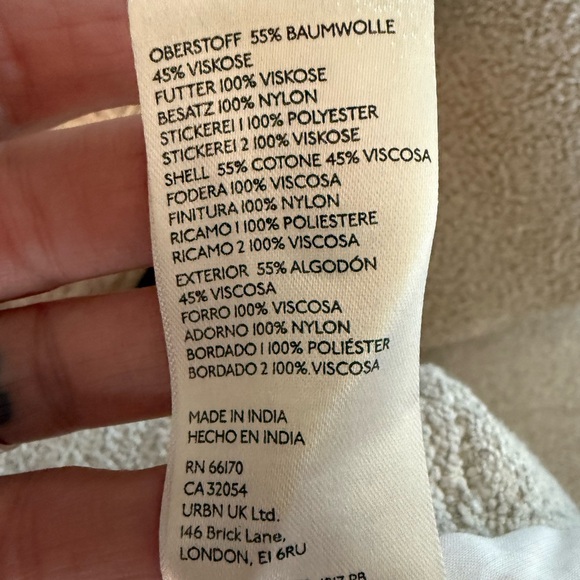 OBERSTOFF 55% BAUMWOLLE
45% VISKOSE
FUTTER 100% VISKOSE
BESATZ 100% NYLON
STICKEREI 1 100% POLYESTER
STICKEREI 2 100% VISKOSE
SHELL 55% COTONE 45% VISCOSA
FODERA 100% VISCOSA
FINITURA 100% NYLON
RICAMO 1 100% POLIESTERE
RICAMO 2 100% VISCOSA
EXTERIOR 55% ALGODÓN
45% VISCOSA
FORRO 100% VISCOSA
ADORNO 100% NYLON
BORDADO 1 100% POLIÉSTER
BORDADO 2 100%.VISCOSA
MADE IN INDIA
HECHO EN INDIA
RN 66170
CA 32054
URBN UK Ltd.
146 Brick Lane,
LONDON, E1 6RU